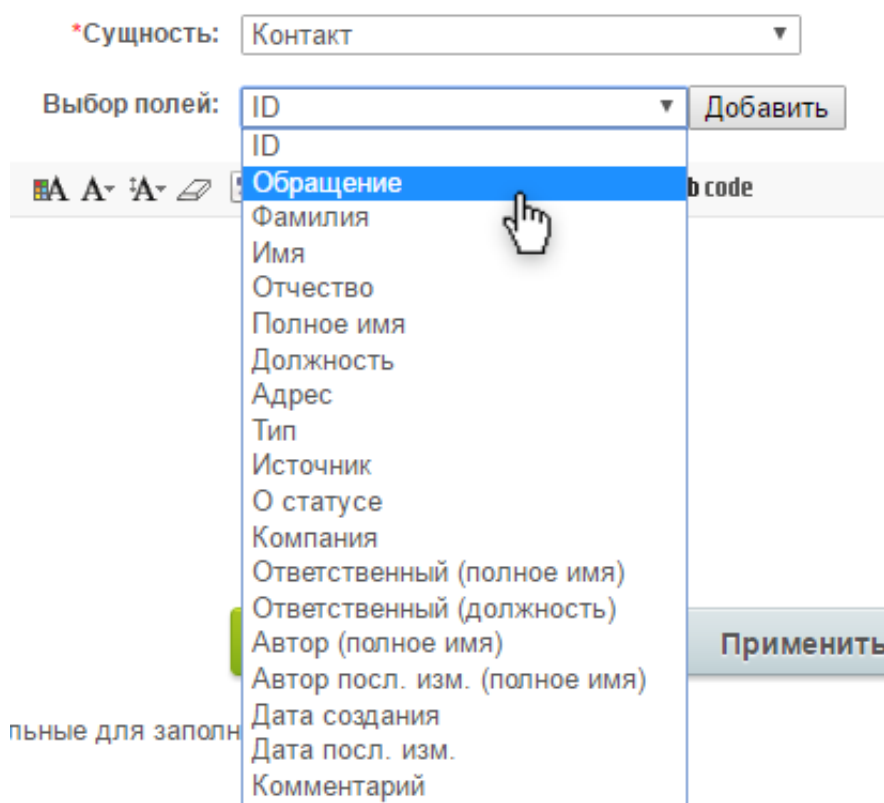 *Сущность: Контакт
Выбор полей: ID Добавить
ID
Обращение
b code
Фамилия
Имя
Отчество
Полное имя
Должность
Адрес
Тип
Источник
О статусе
Компания
Ответственный (полное имя)
Ответственный (должность)
Автор (полное имя)
Применить
Автор посл. изм. (полное имя)
Дата создания
льные для заполн
Дата посл. изм.
Комментарий